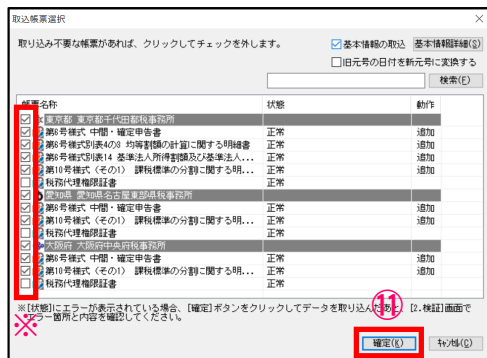 取込帳票選択
取り込み不要な帳票があれば、クリックしてチェックを外します。
基本情報の取込 基本情報詳細(S)
旧元号の日付を新元号に変換する
検索(F)
帳票名称 状態 動作
東京都 東京都千代田都税事務所
第6号様式 中間・確定申告書 正常 追加
第6号様式別表4の3 均等割額の計算に関する明細書 正常 追加
第6号様式別表14 基準法人所得割額及び基準法人... 正常 追加
第10号様式(その1) 課税標準の分割に関する明... 正常 追加
税務代理権限証書 正常
愛知県 愛知県名古屋東部県税事務所
第6号様式 中間・確定申告書 正常 追加
第10号様式(その1) 課税標準の分割に関する明... 正常 追加
税務代理権限証書 正常
大阪府 大阪府中央府税事務所
第6号様式 中間・確定申告書 正常 追加
第10号様式(その1) 課税標準の分割に関する明... 正常 追加
税務代理権限証書 正常
※[状態]にエラーが表示されている場合、[確定]ボタンをクリックしてデータを取り込んだあと、[2.検証]画面で
エラー箇所と内容を確認してください。
※
⑪
確定(K) キャンセル(C)